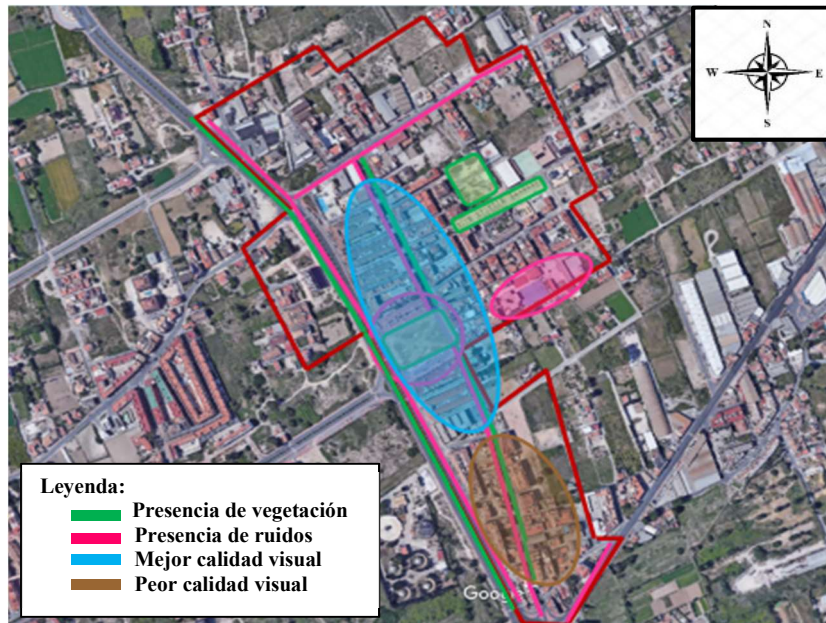 N
W E
S
Leyenda:
Presencia de vegetación
Presencia de ruidos
Mejor calidad visual
Peor calidad visual
Google